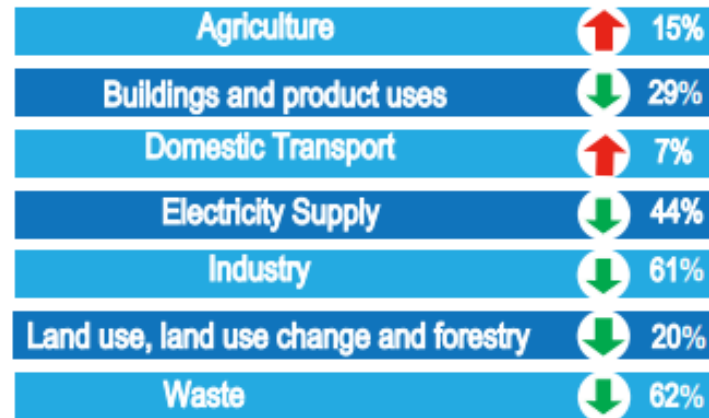 Agriculture 15%
Buildings and product uses 29%
Domestic Transport 7%
Electricity Supply 44%
Industry 61%
Land use, land use change and forestry 20%
Waste 62%